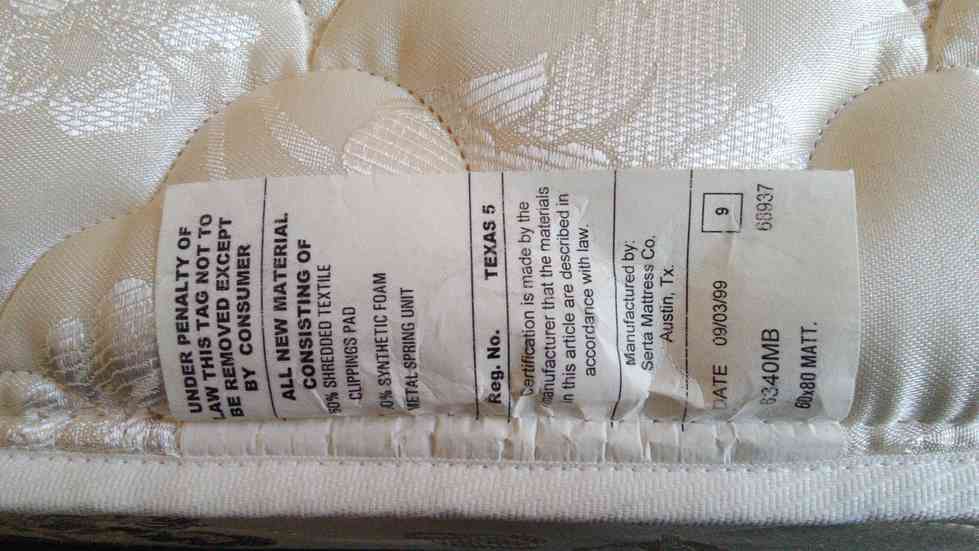 UNDER PENALTY OF
LAW THIS TAG NOT TO
BE REMOVED EXCEPT
BY CONSUMER
ALL NEW MATERIAL
CONSISTING OF
SHREDDED TEXTILE
CLIPPINGS PAD
SYNTHETIC FOAM
METAL SPRING UNIT
Reg. No. TEXAS 5
Certification is made by the
manufacturer that the materials
in this article are described in
accordance with law.
Manufactured by:
Serta Mattress Co.
Austin, Tx.
DATE 09/03/99 9
6340MB 68937
60x80 MATT.